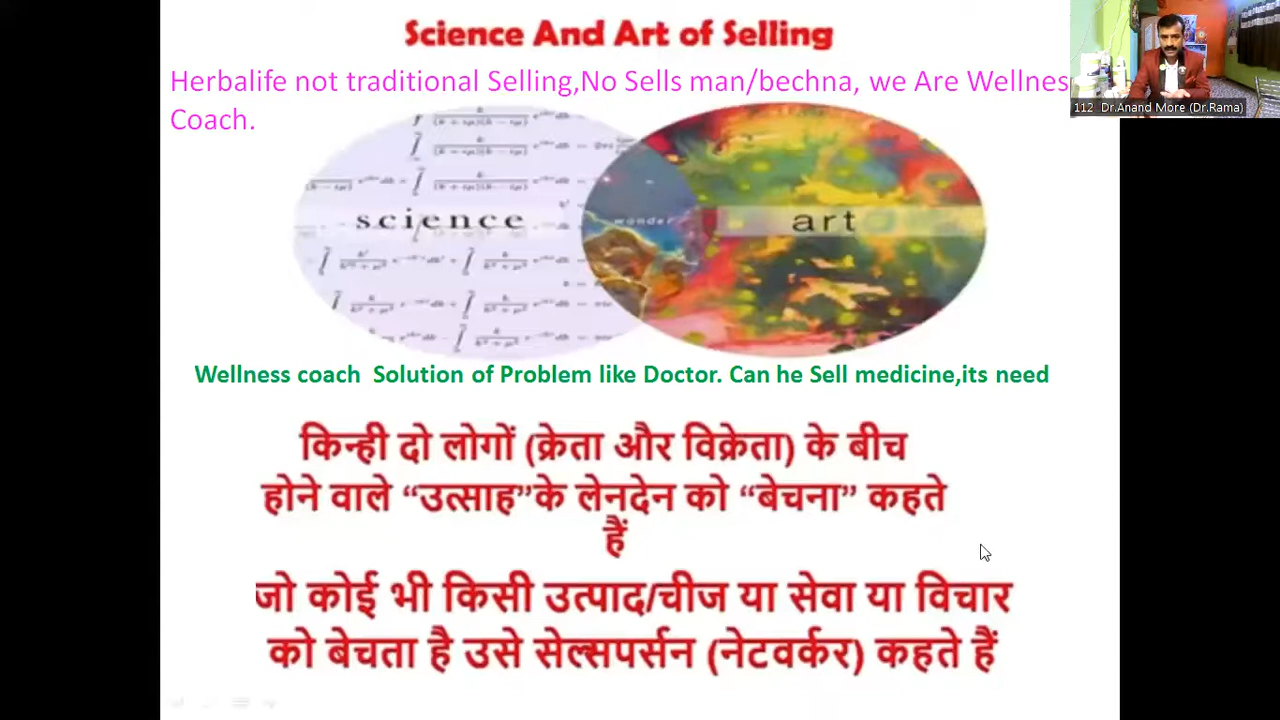 Science And Art of Selling
Herbalife not traditional Selling,No Sells man/bechna, we Are Wellnes
Coach.
112 Dr.Anand More (Dr.Rama)
science
wonder
art
Wellness coach Solution of Problem like Doctor. Can he Sell medicine,its need
किन्ही दो लोगों (क्रेता और विक्रेता) के बीच
होने वाले “उत्साह”के लेनदेन को “बेचना” कहते
हैं
जो कोई भी किसी उत्पाद/चीज या सेवा या विचार
को बेचता है उसे सेल्सपर्सन (नेटवर्कर) कहते हैं